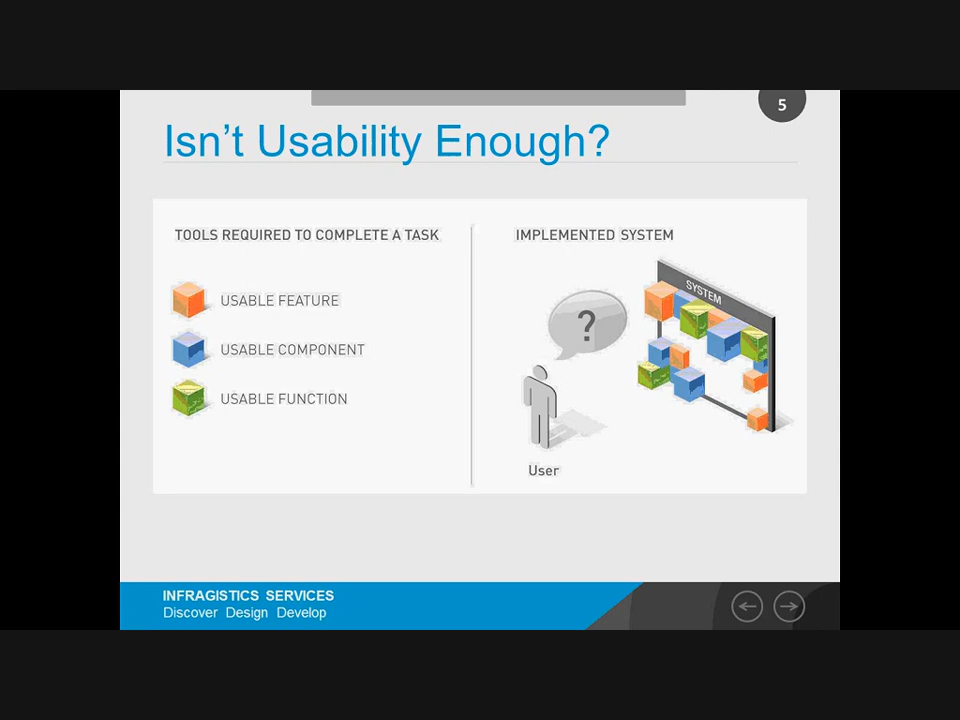 5
Isn't Usability Enough?
TOOLS REQUIRED TO COMPLETE A TASK
USABLE FEATURE
USABLE COMPONENT
USABLE FUNCTION
IMPLEMENTED SYSTEM
SYSTEM
?
User
INFRAGISTICS SERVICES
Discover Design Develop